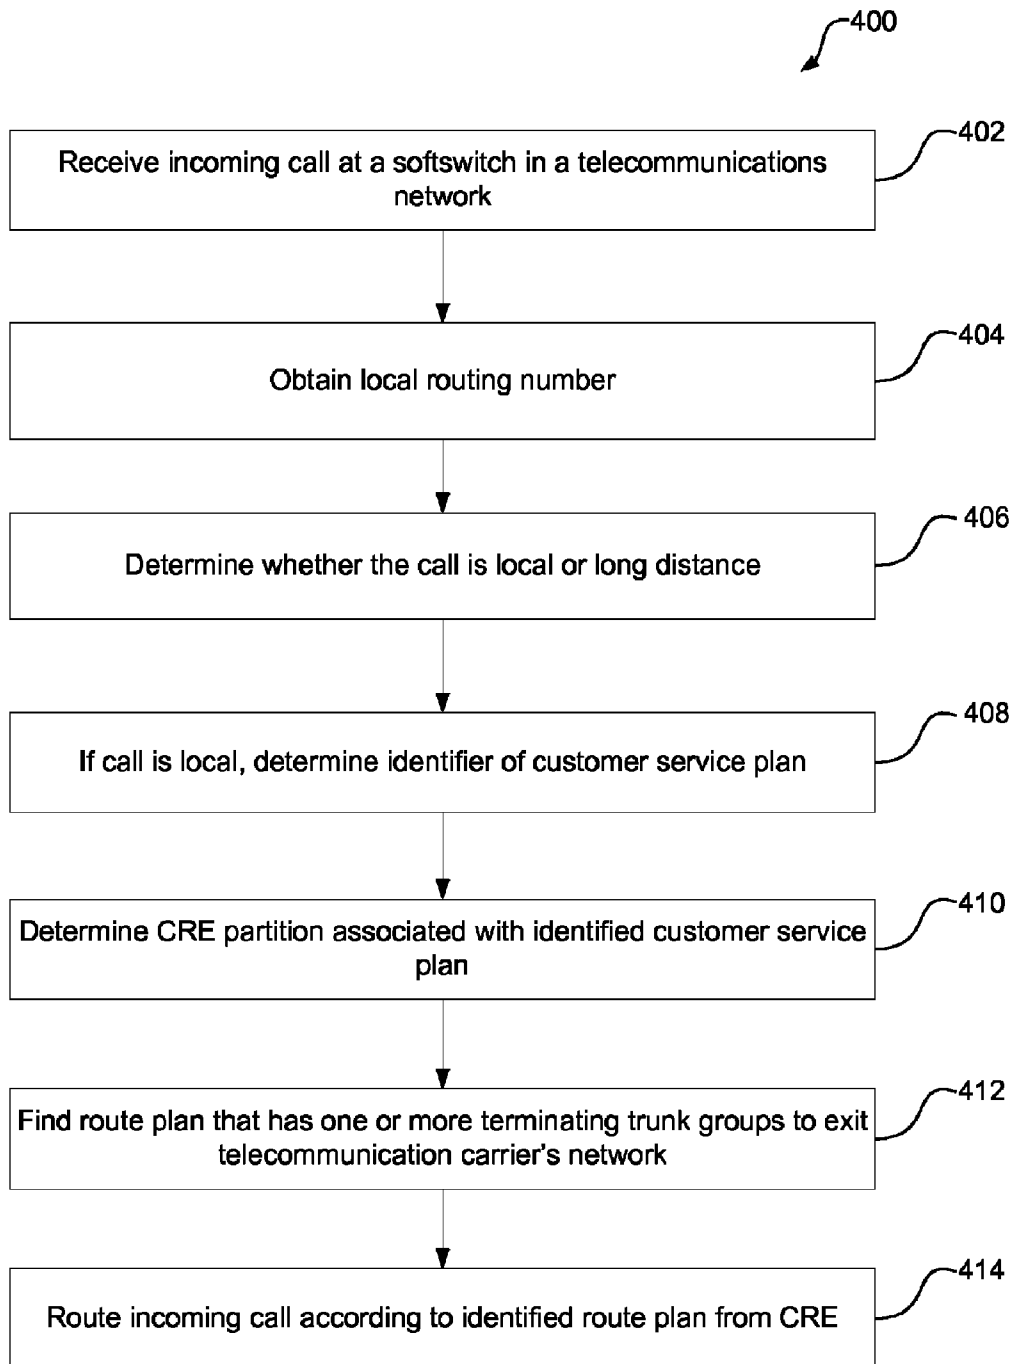 400
402
Receive incoming call at a softswitch in a telecommunications
network
404
Obtain local routing number
406
Determine whether the call is local or long distance
408
If call is local, determine identifier of customer service plan
410
Determine CRE partition associated with identified customer service
plan
412
Find route plan that has one or more terminating trunk groups to exit
telecommunication carrier's network
414
Route incoming call according to identified route plan from CRE